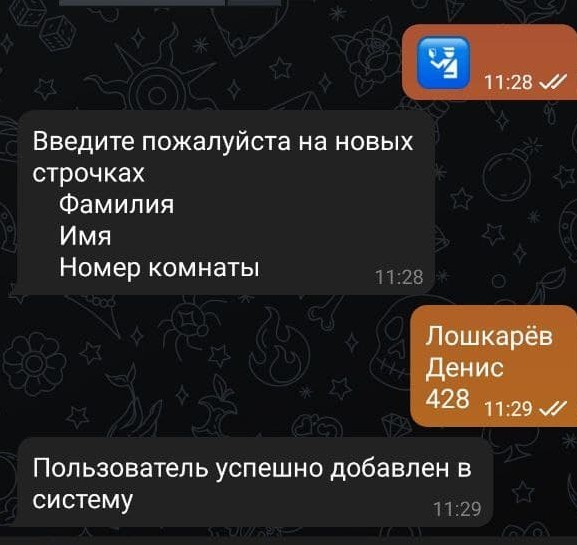 11:28
Введите пожалуйста на новых
строчках
Фамилия
Имя
Номер комнаты
11:28
Лошкарёв
Денис
428
11:29
Пользователь успешно добавлен в
систему
11:29